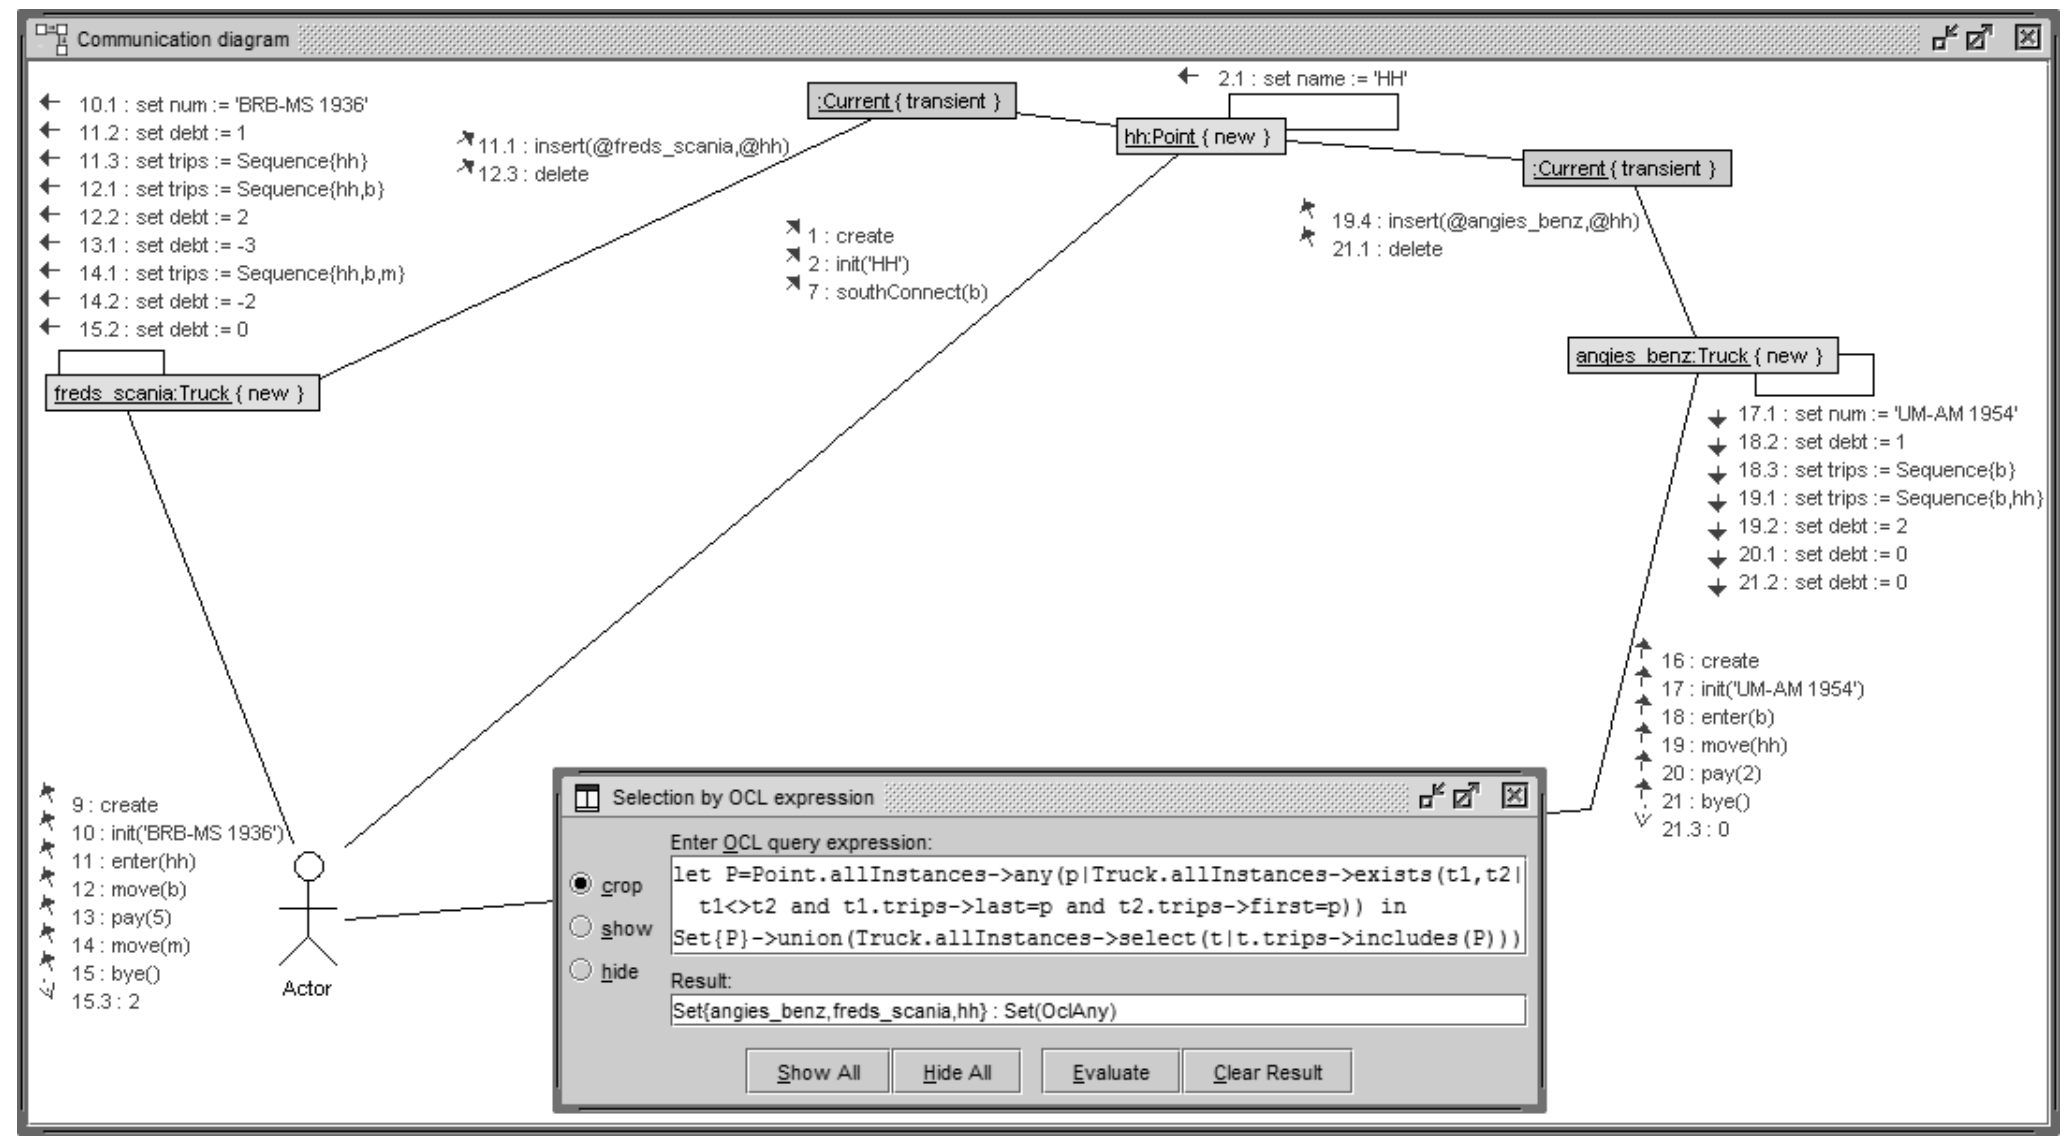 Communication diagram
10.1 : set num := 'BRB-MS 1936'
11.2 : set debt := 1
11.3 : set trips := Sequence{hh}
12.1 : set trips := Sequence{hh,b}
12.2 : set debt := 2
13.1 : set debt := -3
14.1 : set trips := Sequence{hh,b,m}
14.2 : set debt := -2
15.2 : set debt := 0
freds_scania:Truck { new }
11.1 : insert(@freds_scania,@hh)
12.3 : delete
:Current { transient }
2.1 : set name := 'HH'
hh:Point { new }
:Current { transient }
1 : create
2 : init('HH')
7 : southConnect(b)
19.4 : insert(@angies_benz,@hh)
21.1 : delete
angies_benz:Truck { new }
17.1 : set num := 'UM-AM 1954'
18.2 : set debt := 1
18.3 : set trips := Sequence{b}
19.1 : set trips := Sequence{b,hh}
19.2 : set debt := 2
20.1 : set debt := 0
21.2 : set debt := 0
16 : create
17 : init('UM-AM 1954')
18 : enter(b)
19 : move(hh)
20 : pay(2)
21 : bye()
21.3 : 0
9 : create
10 : init('BRB-MS 1936')
11 : enter(hh)
12 : move(b)
13 : pay(5)
14 : move(m)
15 : bye()
15.3 : 2
Actor
Selection by OCL expression
crop
show
hide
Enter OCL query expression:
let P=Point.allInstances->any(p|Truck.allInstances->exists(t1,t2|
t1<>t2 and t1.trips->last=p and t2.trips->first=p)) in
Set{P}->union(Truck.allInstances->select(t|t.trips->includes(P)))
Result:
Set{angies_benz,freds_scania,hh} : Set(OclAny)
Show All
Hide All
Evaluate
Clear Result